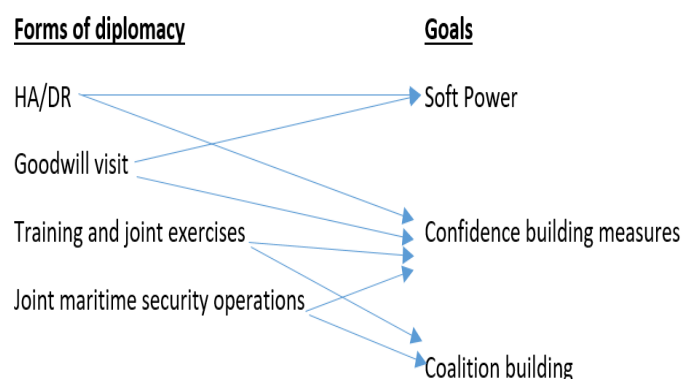 Forms of diplomacy
Goals
HA/DR
Soft Power
Goodwill visit
Training and joint exercises
Confidence building measures
Joint maritime security operations
Coalition building